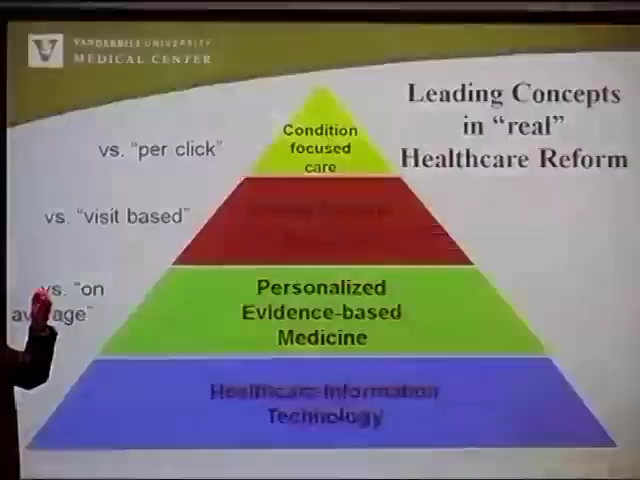 VANDERBILT UNIVERSITY
MEDICAL CENTER
Leading Concepts
in “real”
Healthcare Reform
vs. “per click”
Condition
focused
care
vs. “visit based”
vs. “on
average”
Personalized
Evidence-based
Medicine
Healthcare Information
Technology